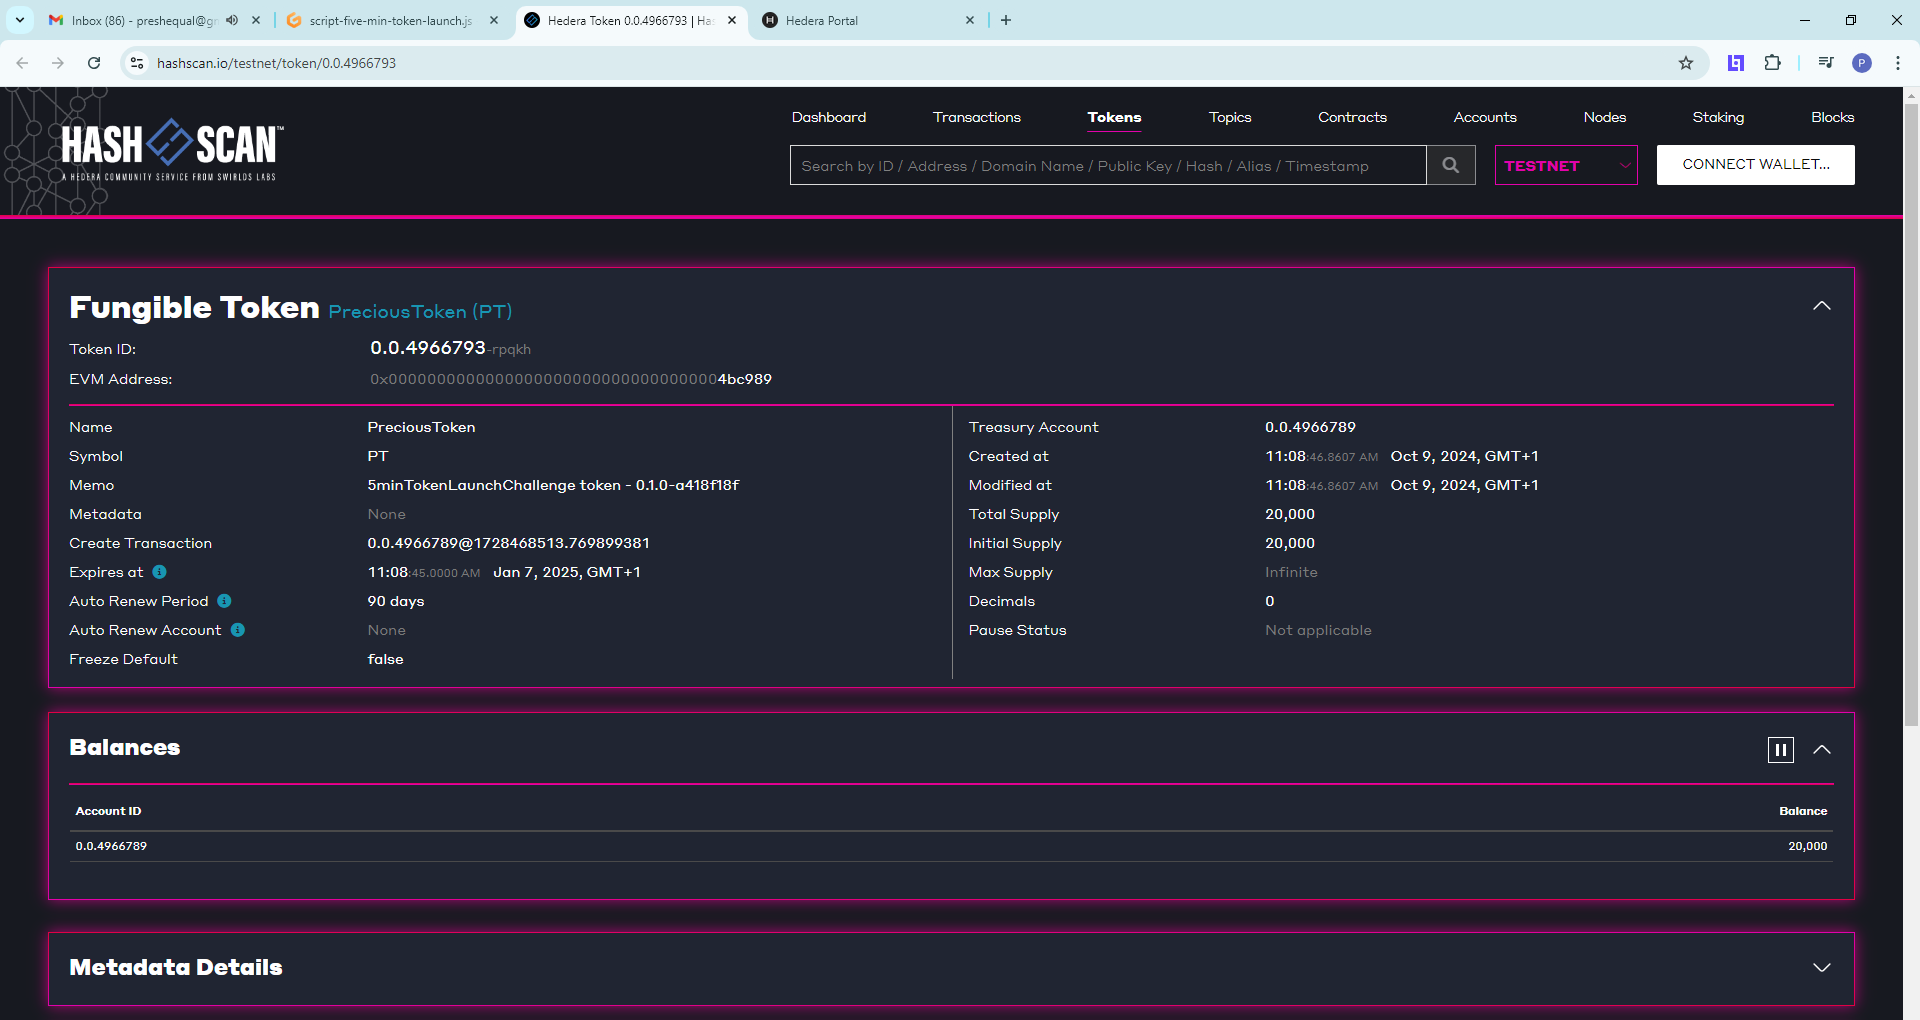 Inbox (86) - preshequal@gm
script-five-min-token-launch.js
Hedera Token 0.0.4966793 | Has
Hedera Portal
hashscan.io/testnet/token/0.0.4966793
P
HASH SCAN™
A HEDERA COMMUNITY SERVICE FROM SWIRLDS LABS
Dashboard Transactions Tokens Topics Contracts Accounts Nodes Staking Blocks
Search by ID / Address / Domain Name / Public Key / Hash / Alias / Timestamp
TESTNET
CONNECT WALLET...
Fungible Token PreciousToken (PT)
Token ID: 0.0.4966793-rpqkh
EVM Address: 0x00000000000000000000000000000000004bc989
Name PreciousToken
Symbol PT
Memo 5minTokenLaunchChallenge token - 0.1.0-a418f18f
Metadata None
Create Transaction 0.0.4966789@1728468513.769899381
Expires at 11:08:45.0000 AM Jan 7, 2025, GMT+1
Auto Renew Period 90 days
Auto Renew Account None
Freeze Default false
Treasury Account 0.0.4966789
Created at 11:08:46.8607 AM Oct 9, 2024, GMT+1
Modified at 11:08:46.8607 AM Oct 9, 2024, GMT+1
Total Supply 20,000
Initial Supply 20,000
Max Supply Infinite
Decimals 0
Pause Status Not applicable
Balances
Account ID Balance
0.0.4966789 20,000
Metadata Details